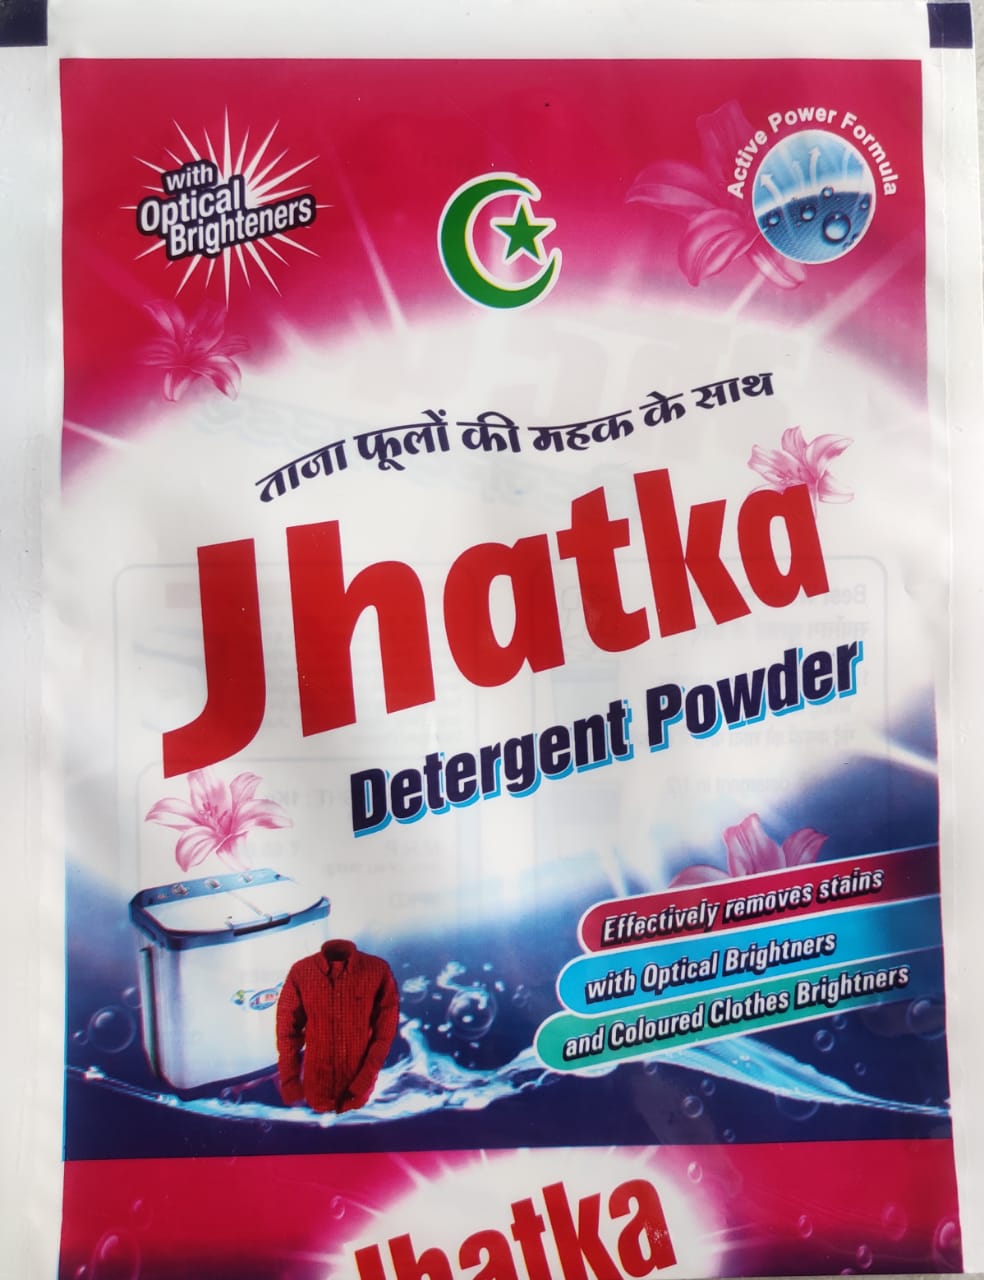 with
Optical
Brighteners
Active Power Formula
ताजा फूलों की महक के साथ
Jhatka
Detergent Powder
Effectively removes stains
with Optical Brightners
and Coloured Clothes Brightners
Jhatka